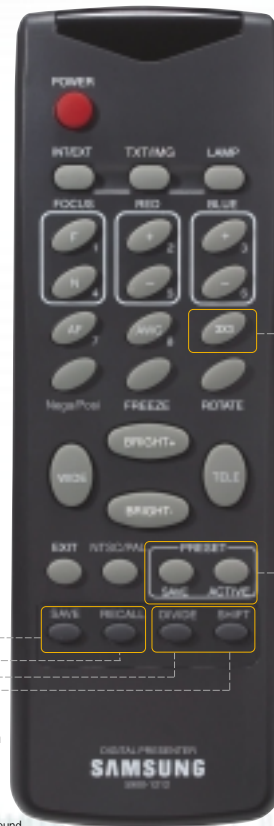 POWER
INT/EXT TXT/IMG LAMP
FOCUS RED BLUE
F + +
1 2 3
N - -
4 5 6
AF AWC 3X3
7 8
Nega/Posi FREEZE ROTATE
BRIGHT+
WIDE TELE
BRIGHT-
EXIT NTSC/PAL PRESET
SAVE ACTIVE
SAVE RECALL DIVIDE SHIFT
DIGITAL PRESENTER
SAMSUNG